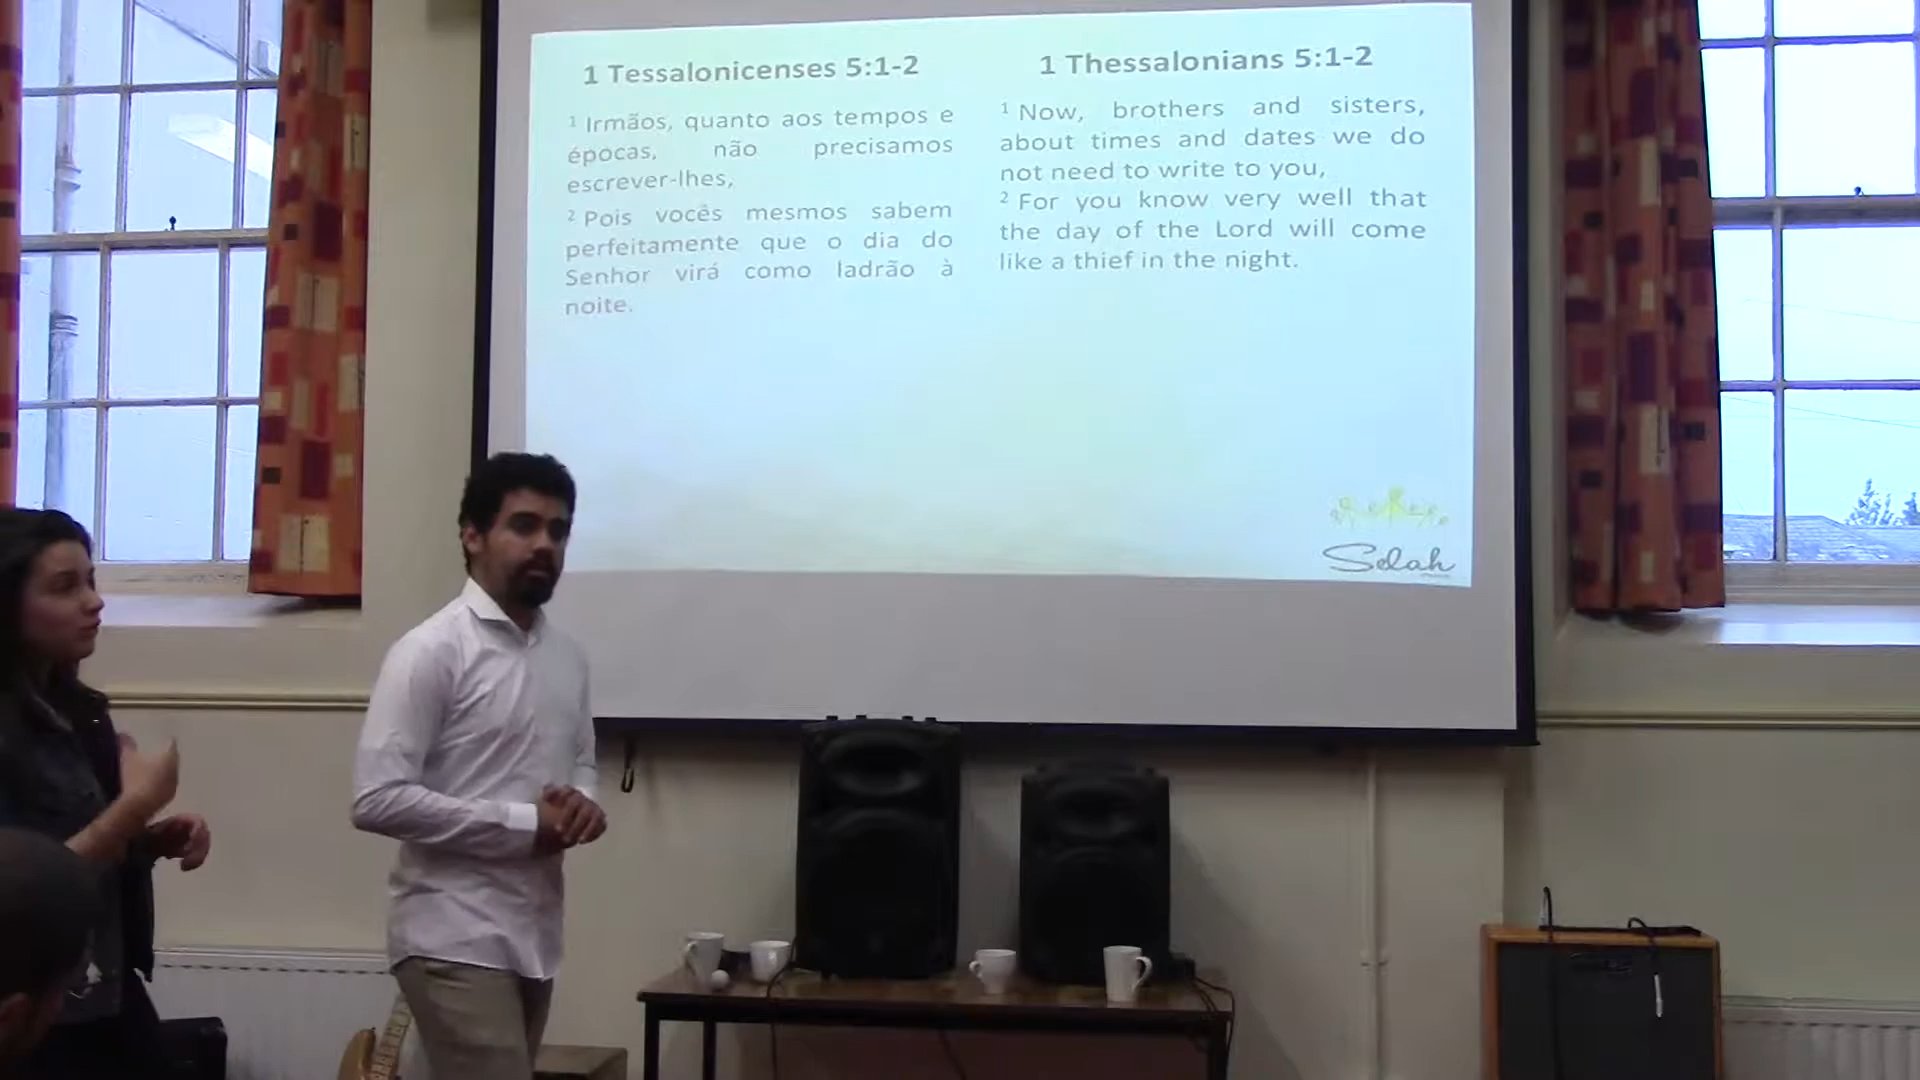 1 Tessalonicenses 5:1-2
1 Irmãos, quanto aos tempos e
épocas, não precisamos
escrever-lhes,
2 Pois vocês mesmos sabem
perfeitamente que o dia do
Senhor virá como ladrão à
noite.
1 Thessalonians 5:1-2
1 Now, brothers and sisters,
about times and dates we do
not need to write to you,
2 For you know very well that
the day of the Lord will come
like a thief in the night.
Selah